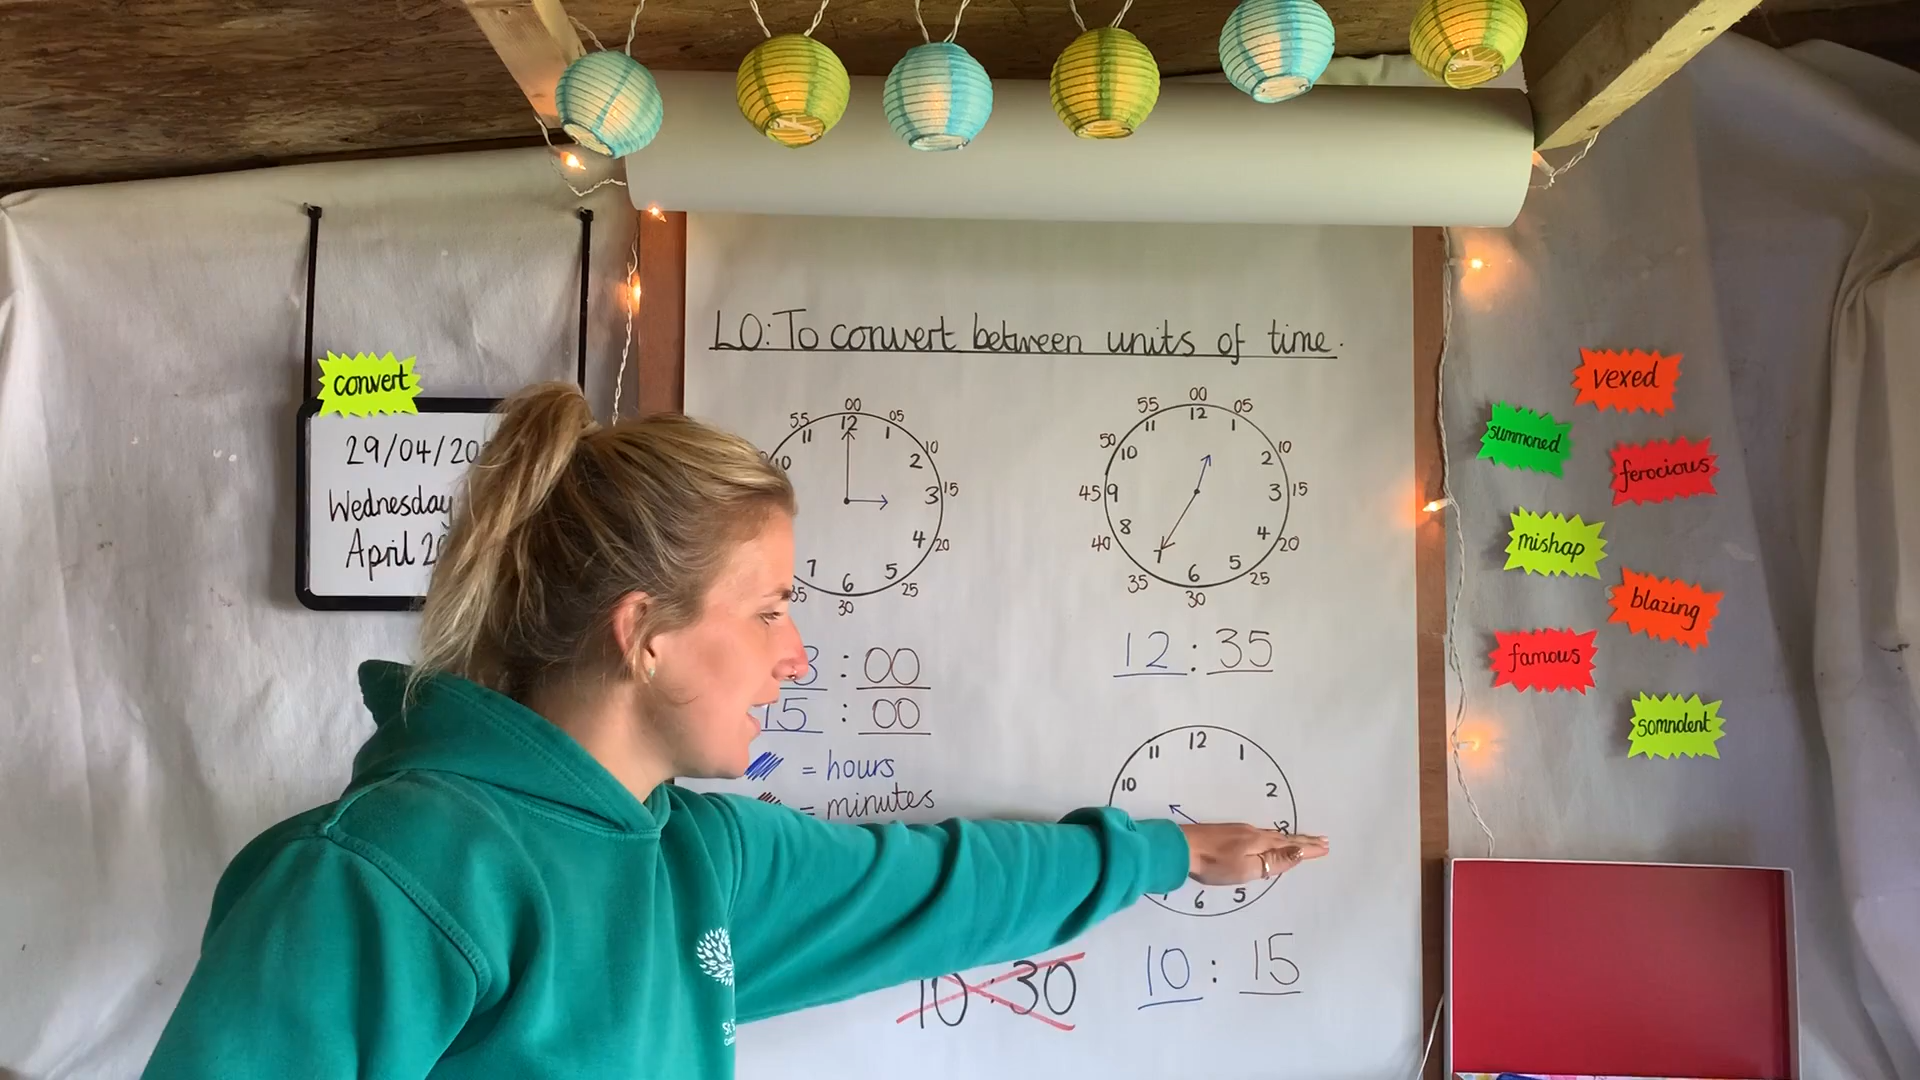 LO: To convert between units of time.
convert
29/04/20
Wednesday
April
00
55 05
11 12 1
10 2 10
3 15
4 20
7 6 5
35 30 25
3 : 00
15 : 00
= hours
= minutes
00
55 12 05
11 1
50 10 2 10
45 9 3 15
8 4
40 7 5 20
35 6 25
30
12 : 35
11 12 1
10 2
3
6 5
10:30
10 : 15
vexed
summoned
ferocious
mishap
blazing
famous
somnolent